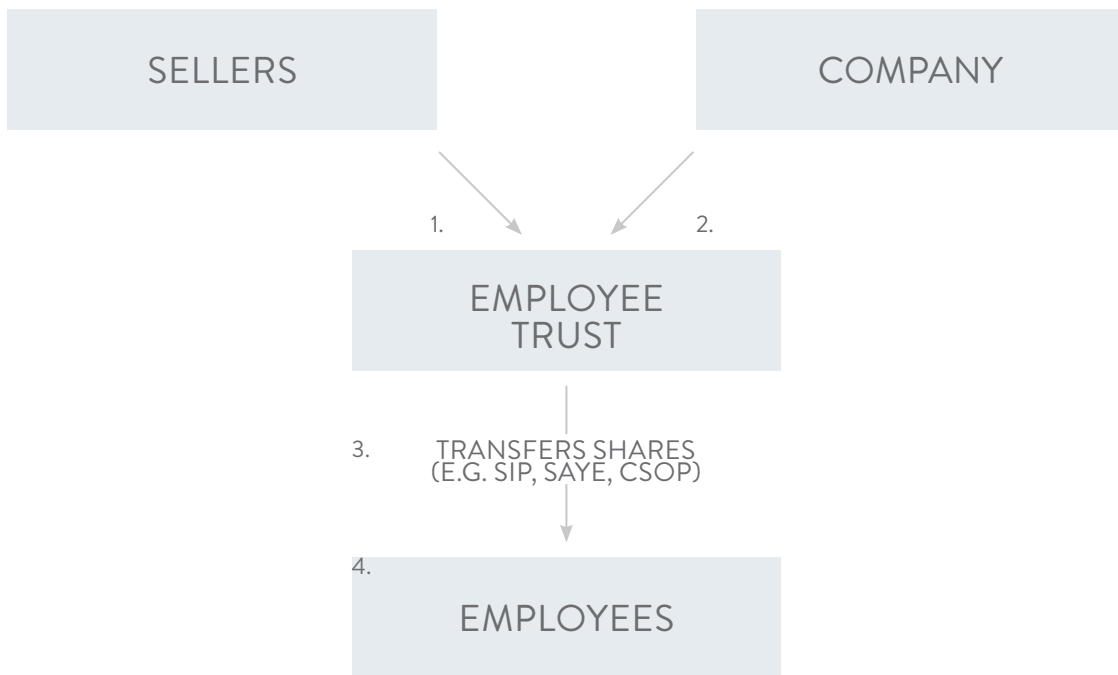 SELLERS
COMPANY
1.
2.
EMPLOYEE
TRUST
3.
TRANSFERS SHARES
(E.G. SIP, SAYE, CSOP)
4.
EMPLOYEES